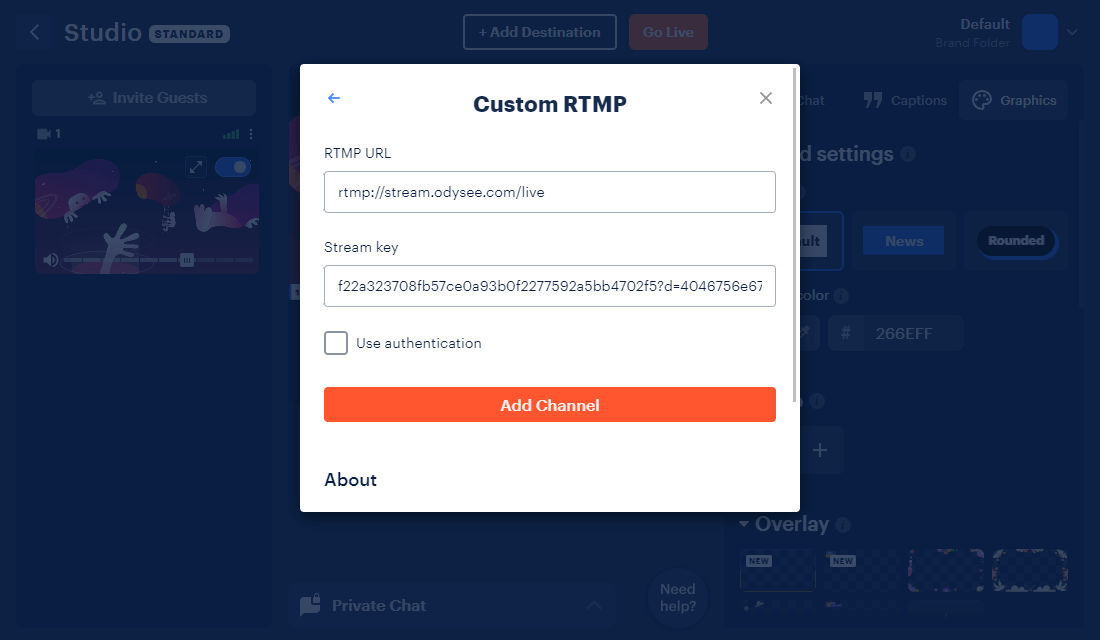 Studio STANDARD
+ Add Destination
Go Live
Default
Brand Folder
Invite Guests
1
Custom RTMP
RTMP URL
rtmp://stream.odysee.com/live
Stream key
f22a323708fb57ce0a93b0f2277592a5bb4702f5?d=4046756e67
Use authentication
Add Channel
About
Chat
Captions
Graphics
d settings
ult
News
Rounded
color
# 266EFF
+
Overlay
NEW
NEW
Private Chat
Need
help?